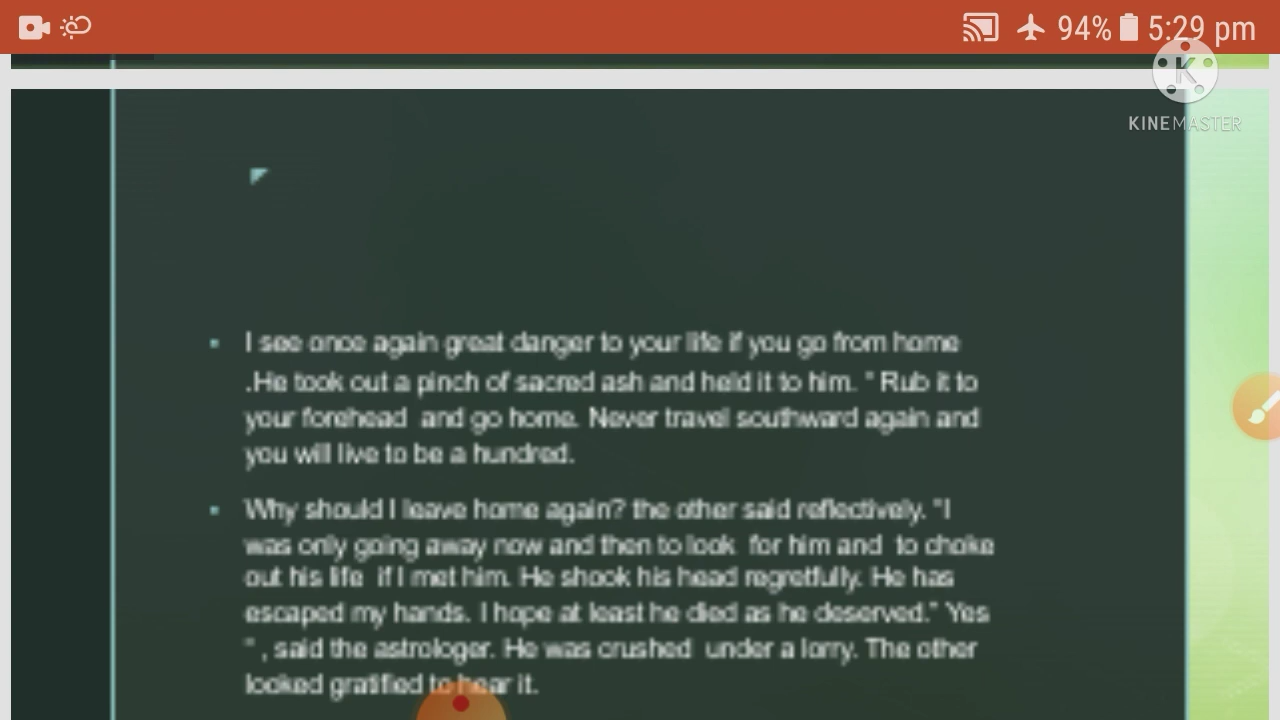 94% 5:29 pm
K
KINEMASTER
I see once again great danger to your life if you go from home
.He took out a pinch of sacred ash and held it to him. " Rub it to
your forehead and go home. Never travel southward again and
you will live to be a hundred.
Why should I leave home again? the other said reflectively. "I
was only going away now and then to look for him and to choke
out his life if I met him. He shook his head regretfully. He has
escaped my hands. I hope at least he died as he deserved." Yes
" , said the astrologer. He was crushed under a lorry. The other
looked gratified to hear it.